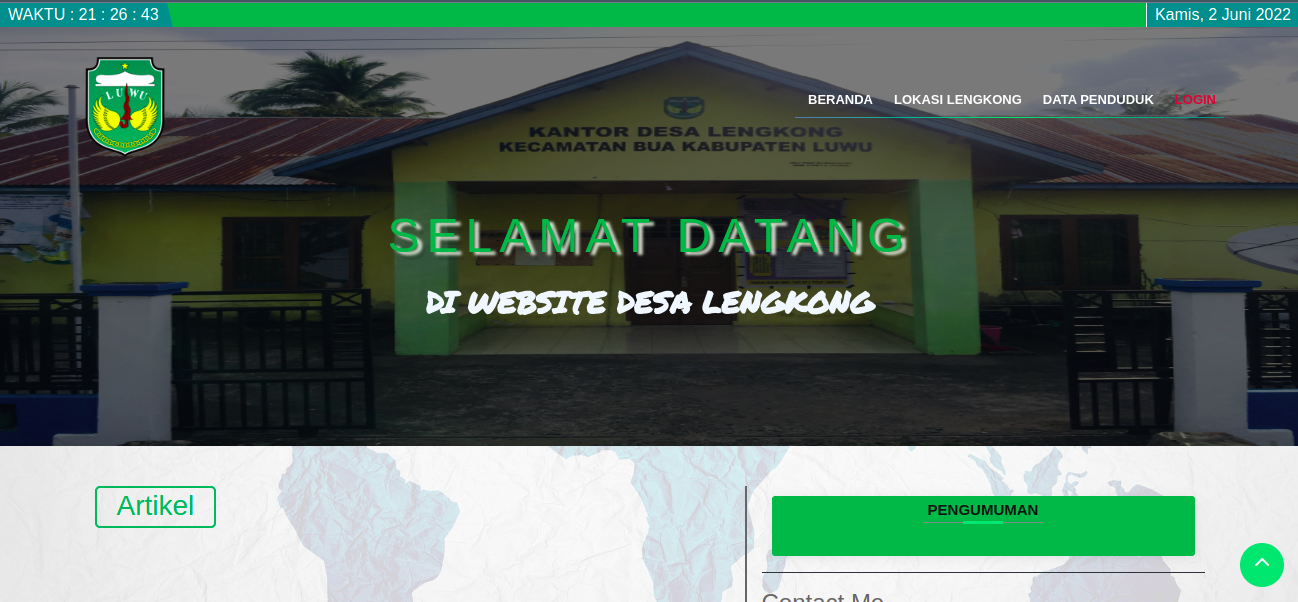 WAKTU : 21 : 26 : 43
Kamis, 2 Juni 2022
LUWU
BERANDA LOKASI LENGKONG DATA PENDUDUK LOGIN
KANTOR DESA LENGKONG
KECAMATAN BUA KABUPATEN LUWU
SELAMAT DATANG
DI WEBSITE DESA LENGKONG
Artikel
PENGUMUMAN
Contact Me